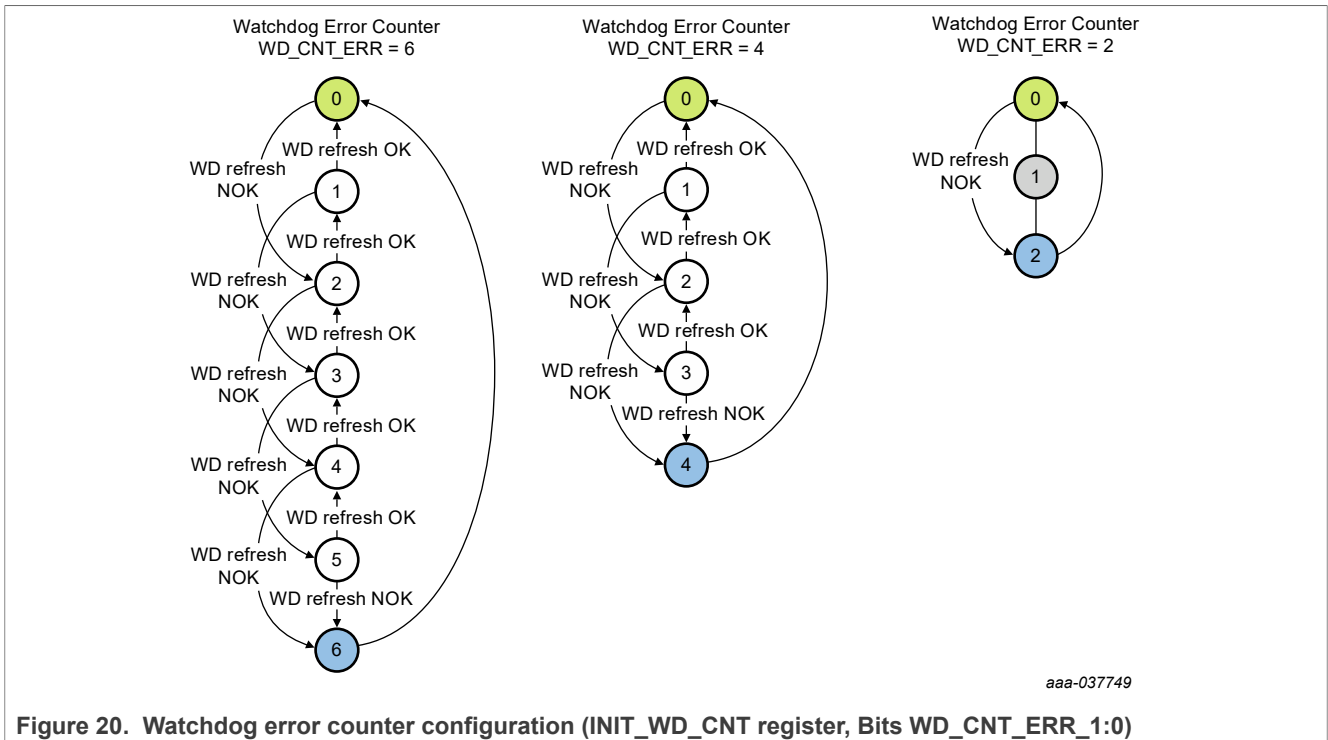 Watchdog Error Counter
WD_CNT_ERR = 6
0
WD refresh OK
WD refresh
NOK
1
WD refresh OK
2
WD refresh
NOK
WD refresh OK
3
WD refresh
NOK
WD refresh OK
4
WD refresh
NOK
WD refresh OK
5
WD refresh
NOK
WD refresh NOK
6
Watchdog Error Counter
WD_CNT_ERR = 4
0
WD refresh OK
WD refresh
NOK
1
WD refresh OK
2
WD refresh
NOK
WD refresh OK
3
WD refresh
NOK
WD refresh NOK
4
Watchdog Error Counter
WD_CNT_ERR = 2
0
WD refresh
NOK
1
2
aaa-037749
Figure 20. Watchdog error counter configuration (INIT_WD_CNT register, Bits WD_CNT_ERR_1:0)